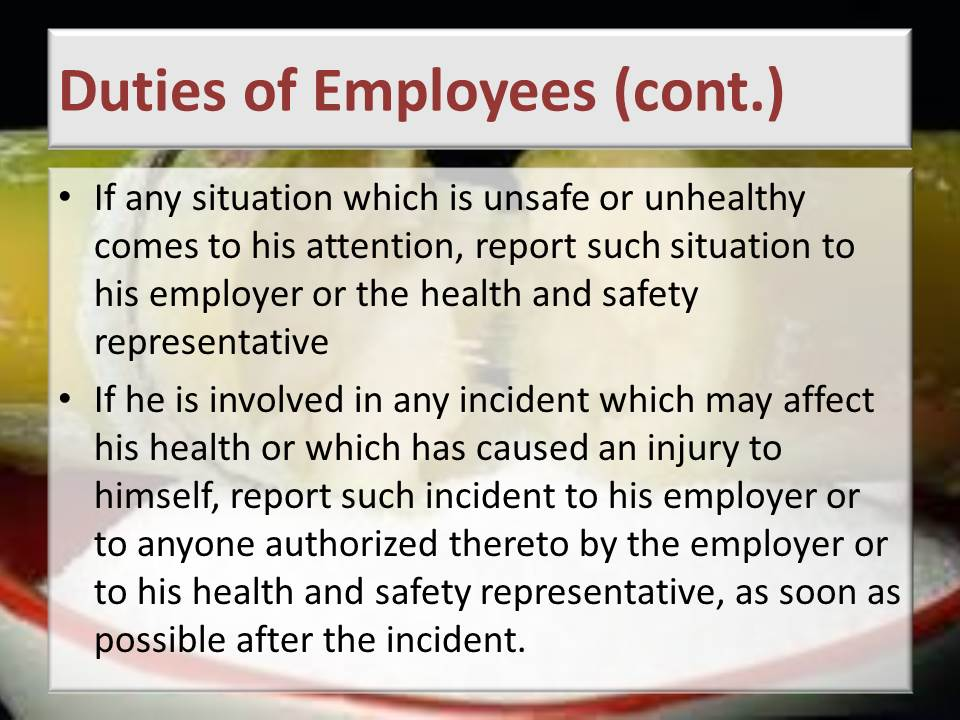 Duties of Employees (cont.)
• If any situation which is unsafe or unhealthy
comes to his attention, report such situation to
his employer or the health and safety
representative
• If he is involved in any incident which may affect
his health or which has caused an injury to
himself, report such incident to his employer or
to anyone authorized thereto by the employer or
to his health and safety representative, as soon as
possible after the incident.